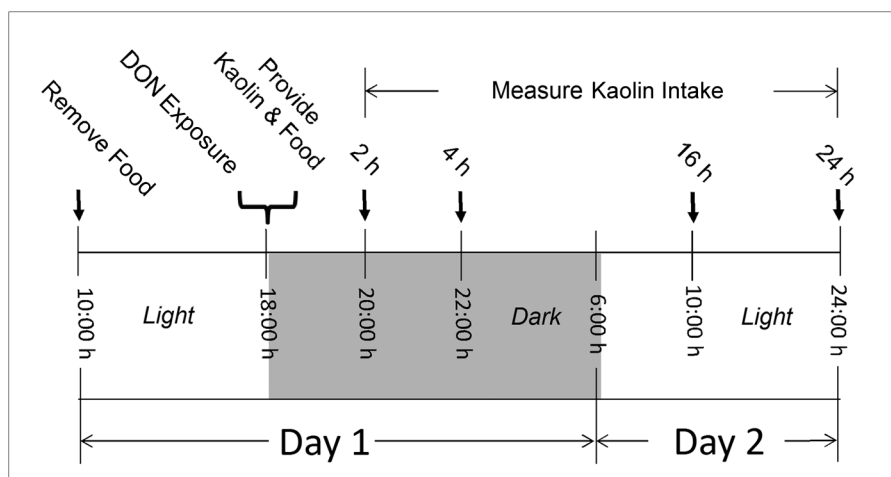 Remove Food
DON Exposure
Provide
Kaolin & Food
Measure Kaolin Intake
2 h
4 h
16 h
24 h
10:00 h
Light
18:00 h
20:00 h
22:00 h
Dark
6:00 h
10:00 h
Light
24:00 h
Day 1
Day 2